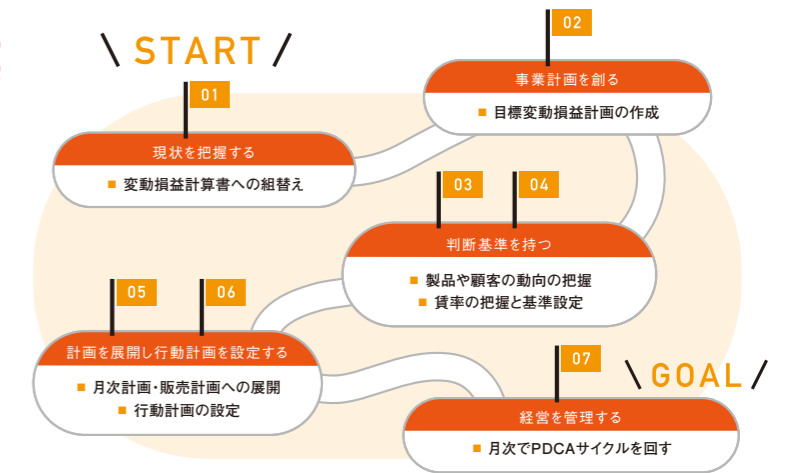 START
01
現状を把握する
■ 変動損益計算書への組替え
02
事業計画を創る
■ 目標変動損益計画の作成
03
04
判断基準を持つ
■ 製品や顧客の動向の把握
■ 賃率の把握と基準設定
05
06
計画を展開し行動計画を設定する
■ 月次計画・販売計画への展開
■ 行動計画の設定
07
GOAL
経営を管理する
■ 月次でPDCAサイクルを回す